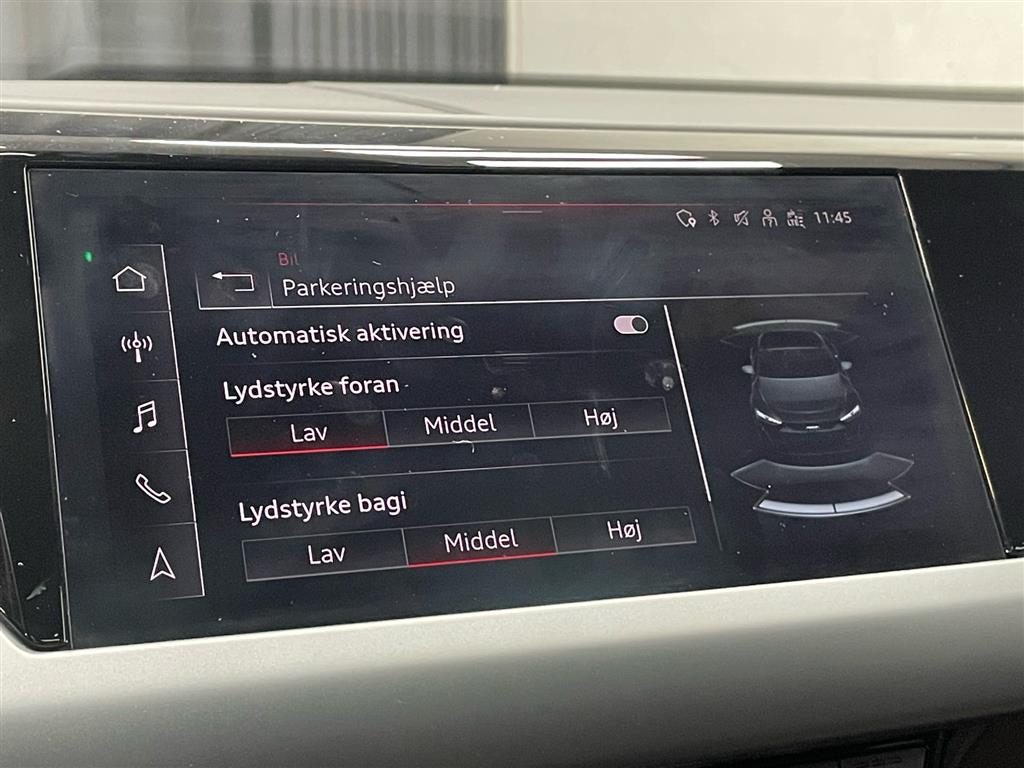 11:45
Bil
Parkeringshjælp
Automatisk aktivering
Lydstyrke foran
Lav Middel Høj
Lydstyrke bagi
Lav Middel Høj